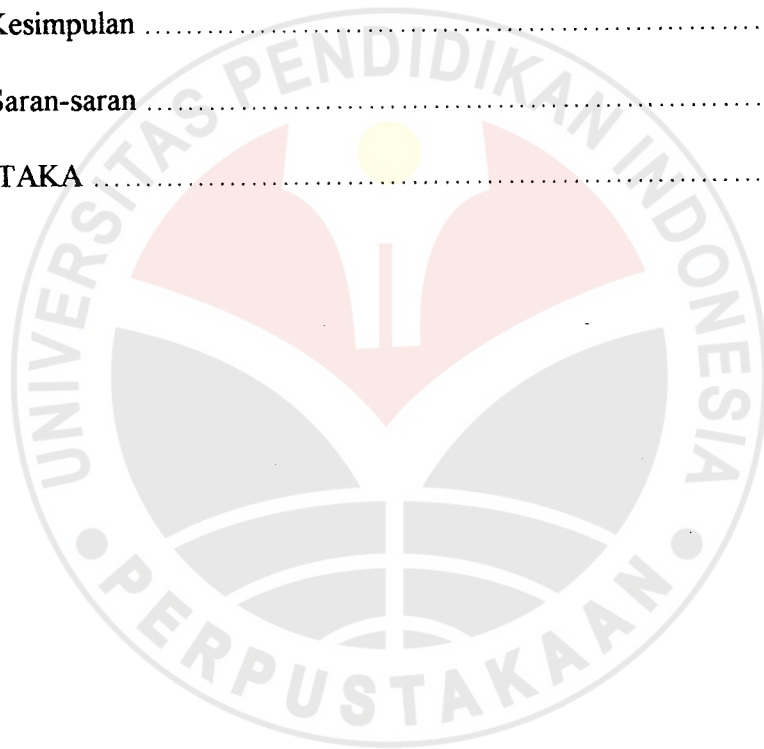 Kesimpulan ..........................................................................
Saran-saran ..........................................................................
TAKA ..........................................................................
UNIVERSITAS PENDIDIKAN INDONESIA
PERPUSTAKAAN